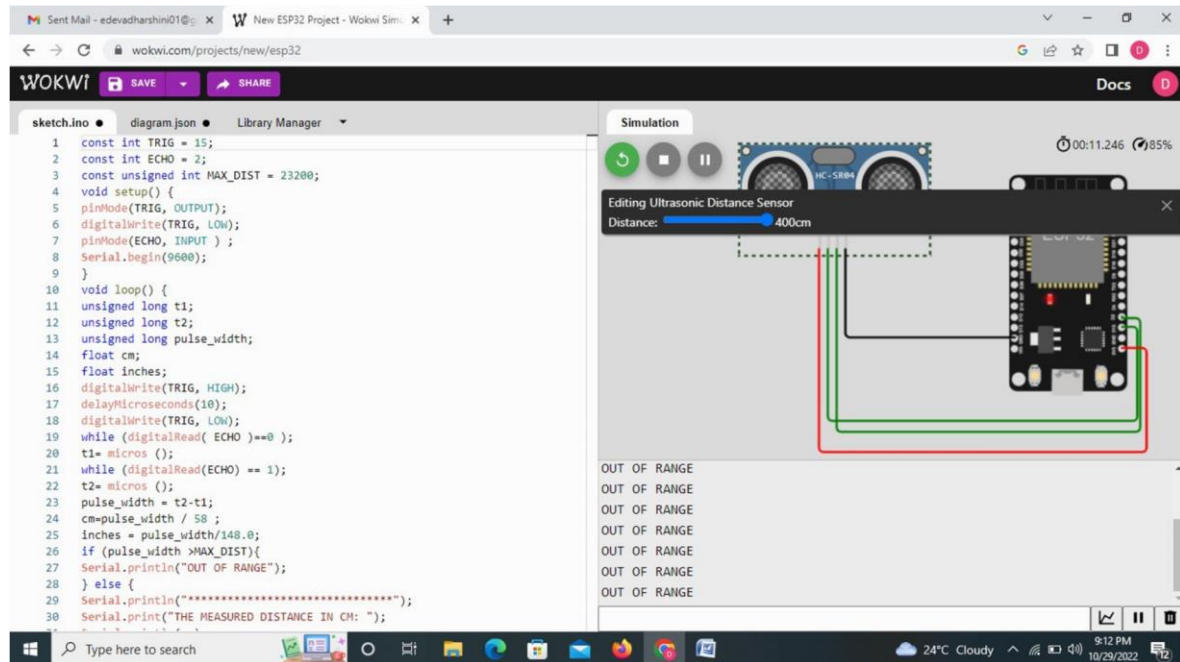 Sent Mail - edevadharshini01@g
New ESP32 Project - Wokwi Simu
wokwi.com/projects/new/esp32
WOKWI SAVE SHARE Docs D
sketch.ino diagram.json Library Manager
1 const int TRIG = 15;
2 const int ECHO = 2;
3 const unsigned int MAX_DIST = 23200;
4 void setup() {
5 pinMode(TRIG, OUTPUT);
6 digitalWrite(TRIG, LOW);
7 pinMode(ECHO, INPUT ) ;
8 Serial.begin(9600);
9 }
10 void loop() {
11 unsigned long t1;
12 unsigned long t2;
13 unsigned long pulse_width;
14 float cm;
15 float inches;
16 digitalWrite(TRIG, HIGH);
17 delayMicroseconds(10);
18 digitalWrite(TRIG, LOW);
19 while (digitalRead( ECHO )==0 );
20 t1= micros ();
21 while (digitalRead(ECHO) == 1);
22 t2= micros ();
23 pulse_width = t2-t1;
24 cm=pulse_width / 58 ;
25 inches = pulse_width/148.0;
26 if (pulse_width >MAX_DIST){
27 Serial.println("OUT OF RANGE");
28 } else {
29 Serial.println("*******************************");
30 Serial.print("THE MEASURED DISTANCE IN CM: ");
Simulation
00:11.246 85%
HC-SR04
Editing Ultrasonic Distance Sensor
Distance: 400cm
ESP32
OUT OF RANGE
OUT OF RANGE
OUT OF RANGE
OUT OF RANGE
OUT OF RANGE
OUT OF RANGE
OUT OF RANGE
Type here to search
24°C Cloudy
9:12 PM
10/29/2022
12